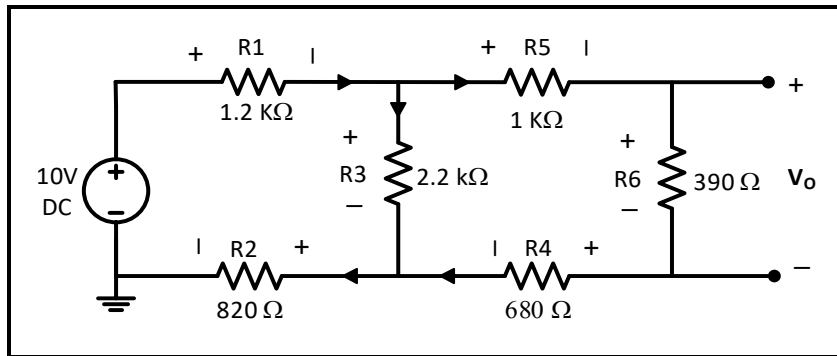 + R1 I + R5 I
+
1.2 KΩ 1 KΩ
+ +
10V DC + − R3 2.2 kΩ R6 390 Ω Vo
− −
I R2 + I R4 + −
820 Ω 680 Ω